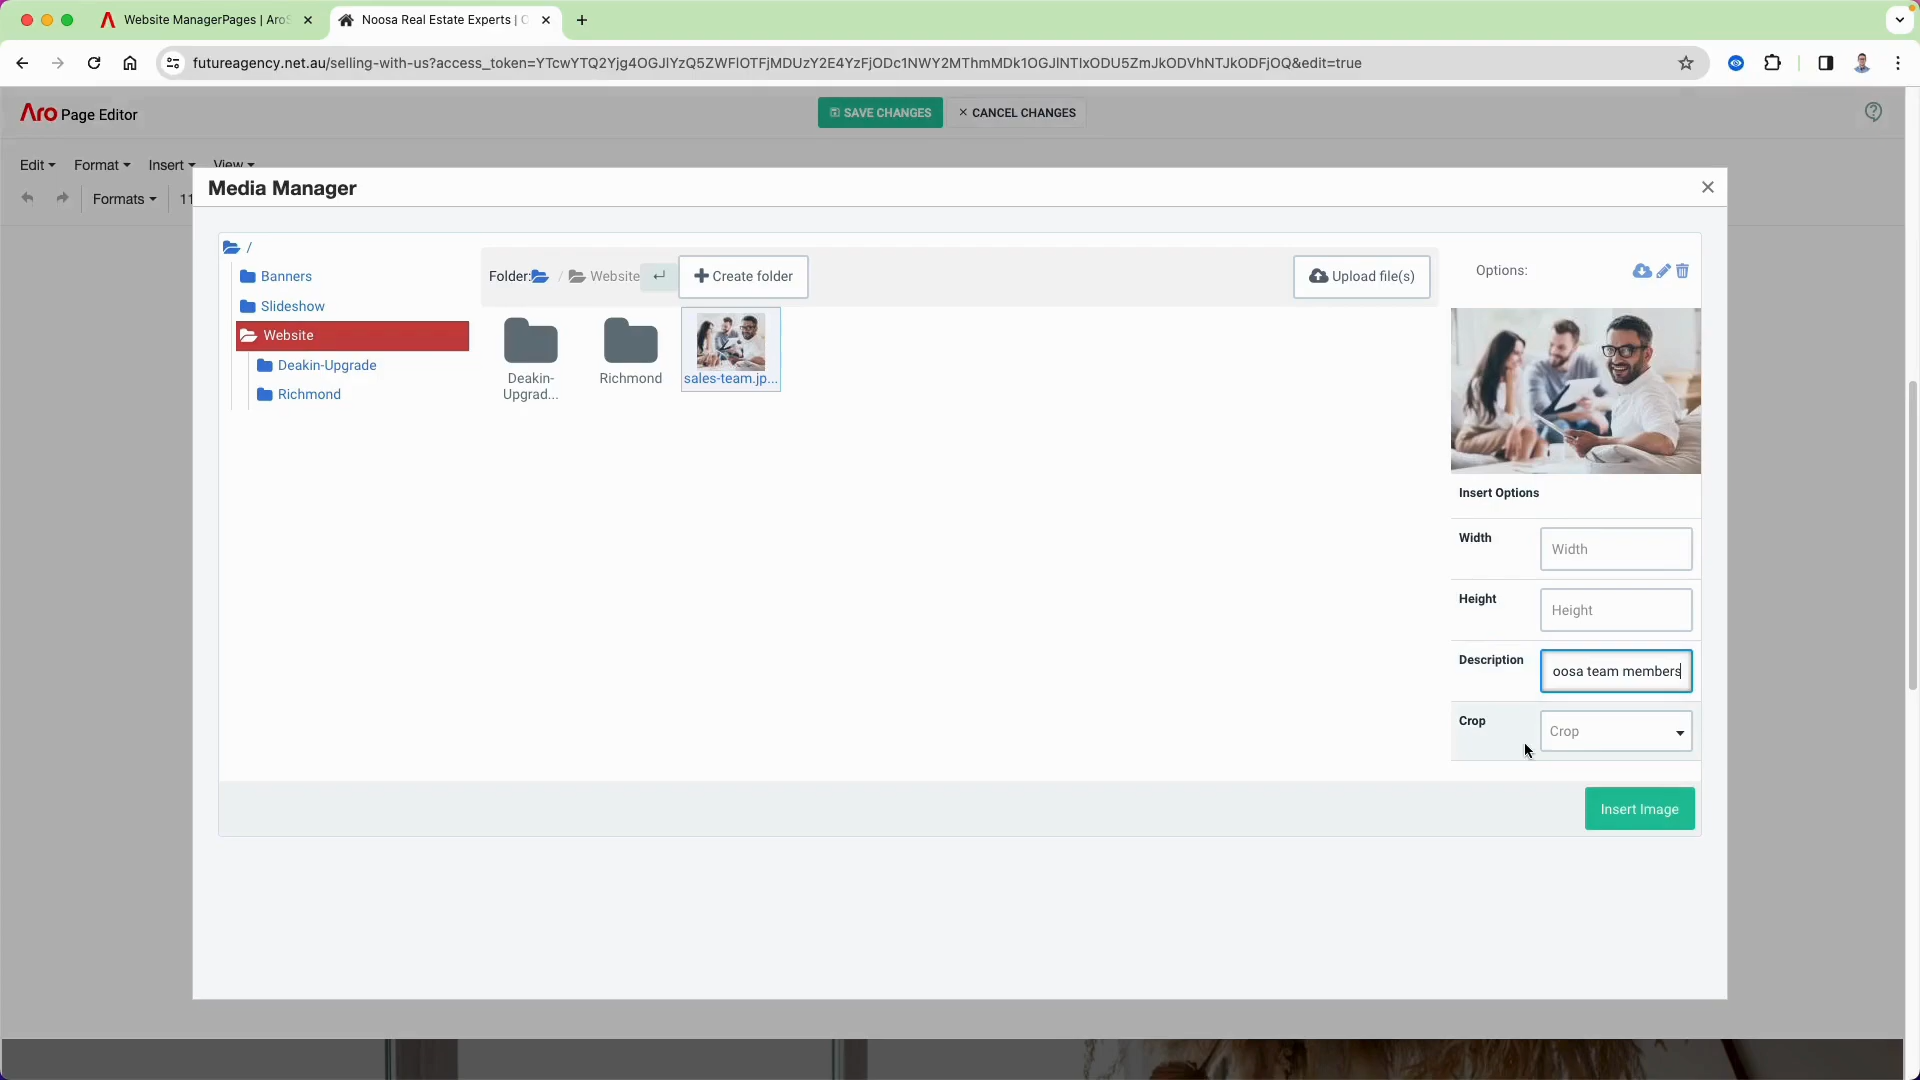 Website ManagerPages | Aro
Noosa Real Estate Experts |
futureagency.net.au/selling-with-us?access_token=YTcwYTQ2Yjg4OGJlYzQ5ZWFlOTFjMDUzY2E4YzFjODc1NWY2MThmMDk1OGJlNTIxODU5ZmJkODVhNTJkODFjOQ&edit=true
Aro Page Editor
SAVE CHANGES
CANCEL CHANGES
Edit
Format
Insert
View
Formats
11
Media Manager
/
Banners
Slideshow
Website
Deakin-Upgrade
Richmond
Folder: / Website
Create folder
Upload file(s)
Deakin-
Upgrad...
Richmond
sales-team.jp...
Options:
Insert Options
Width
Width
Height
Height
Description
oosa team members
Crop
Crop
Insert Image